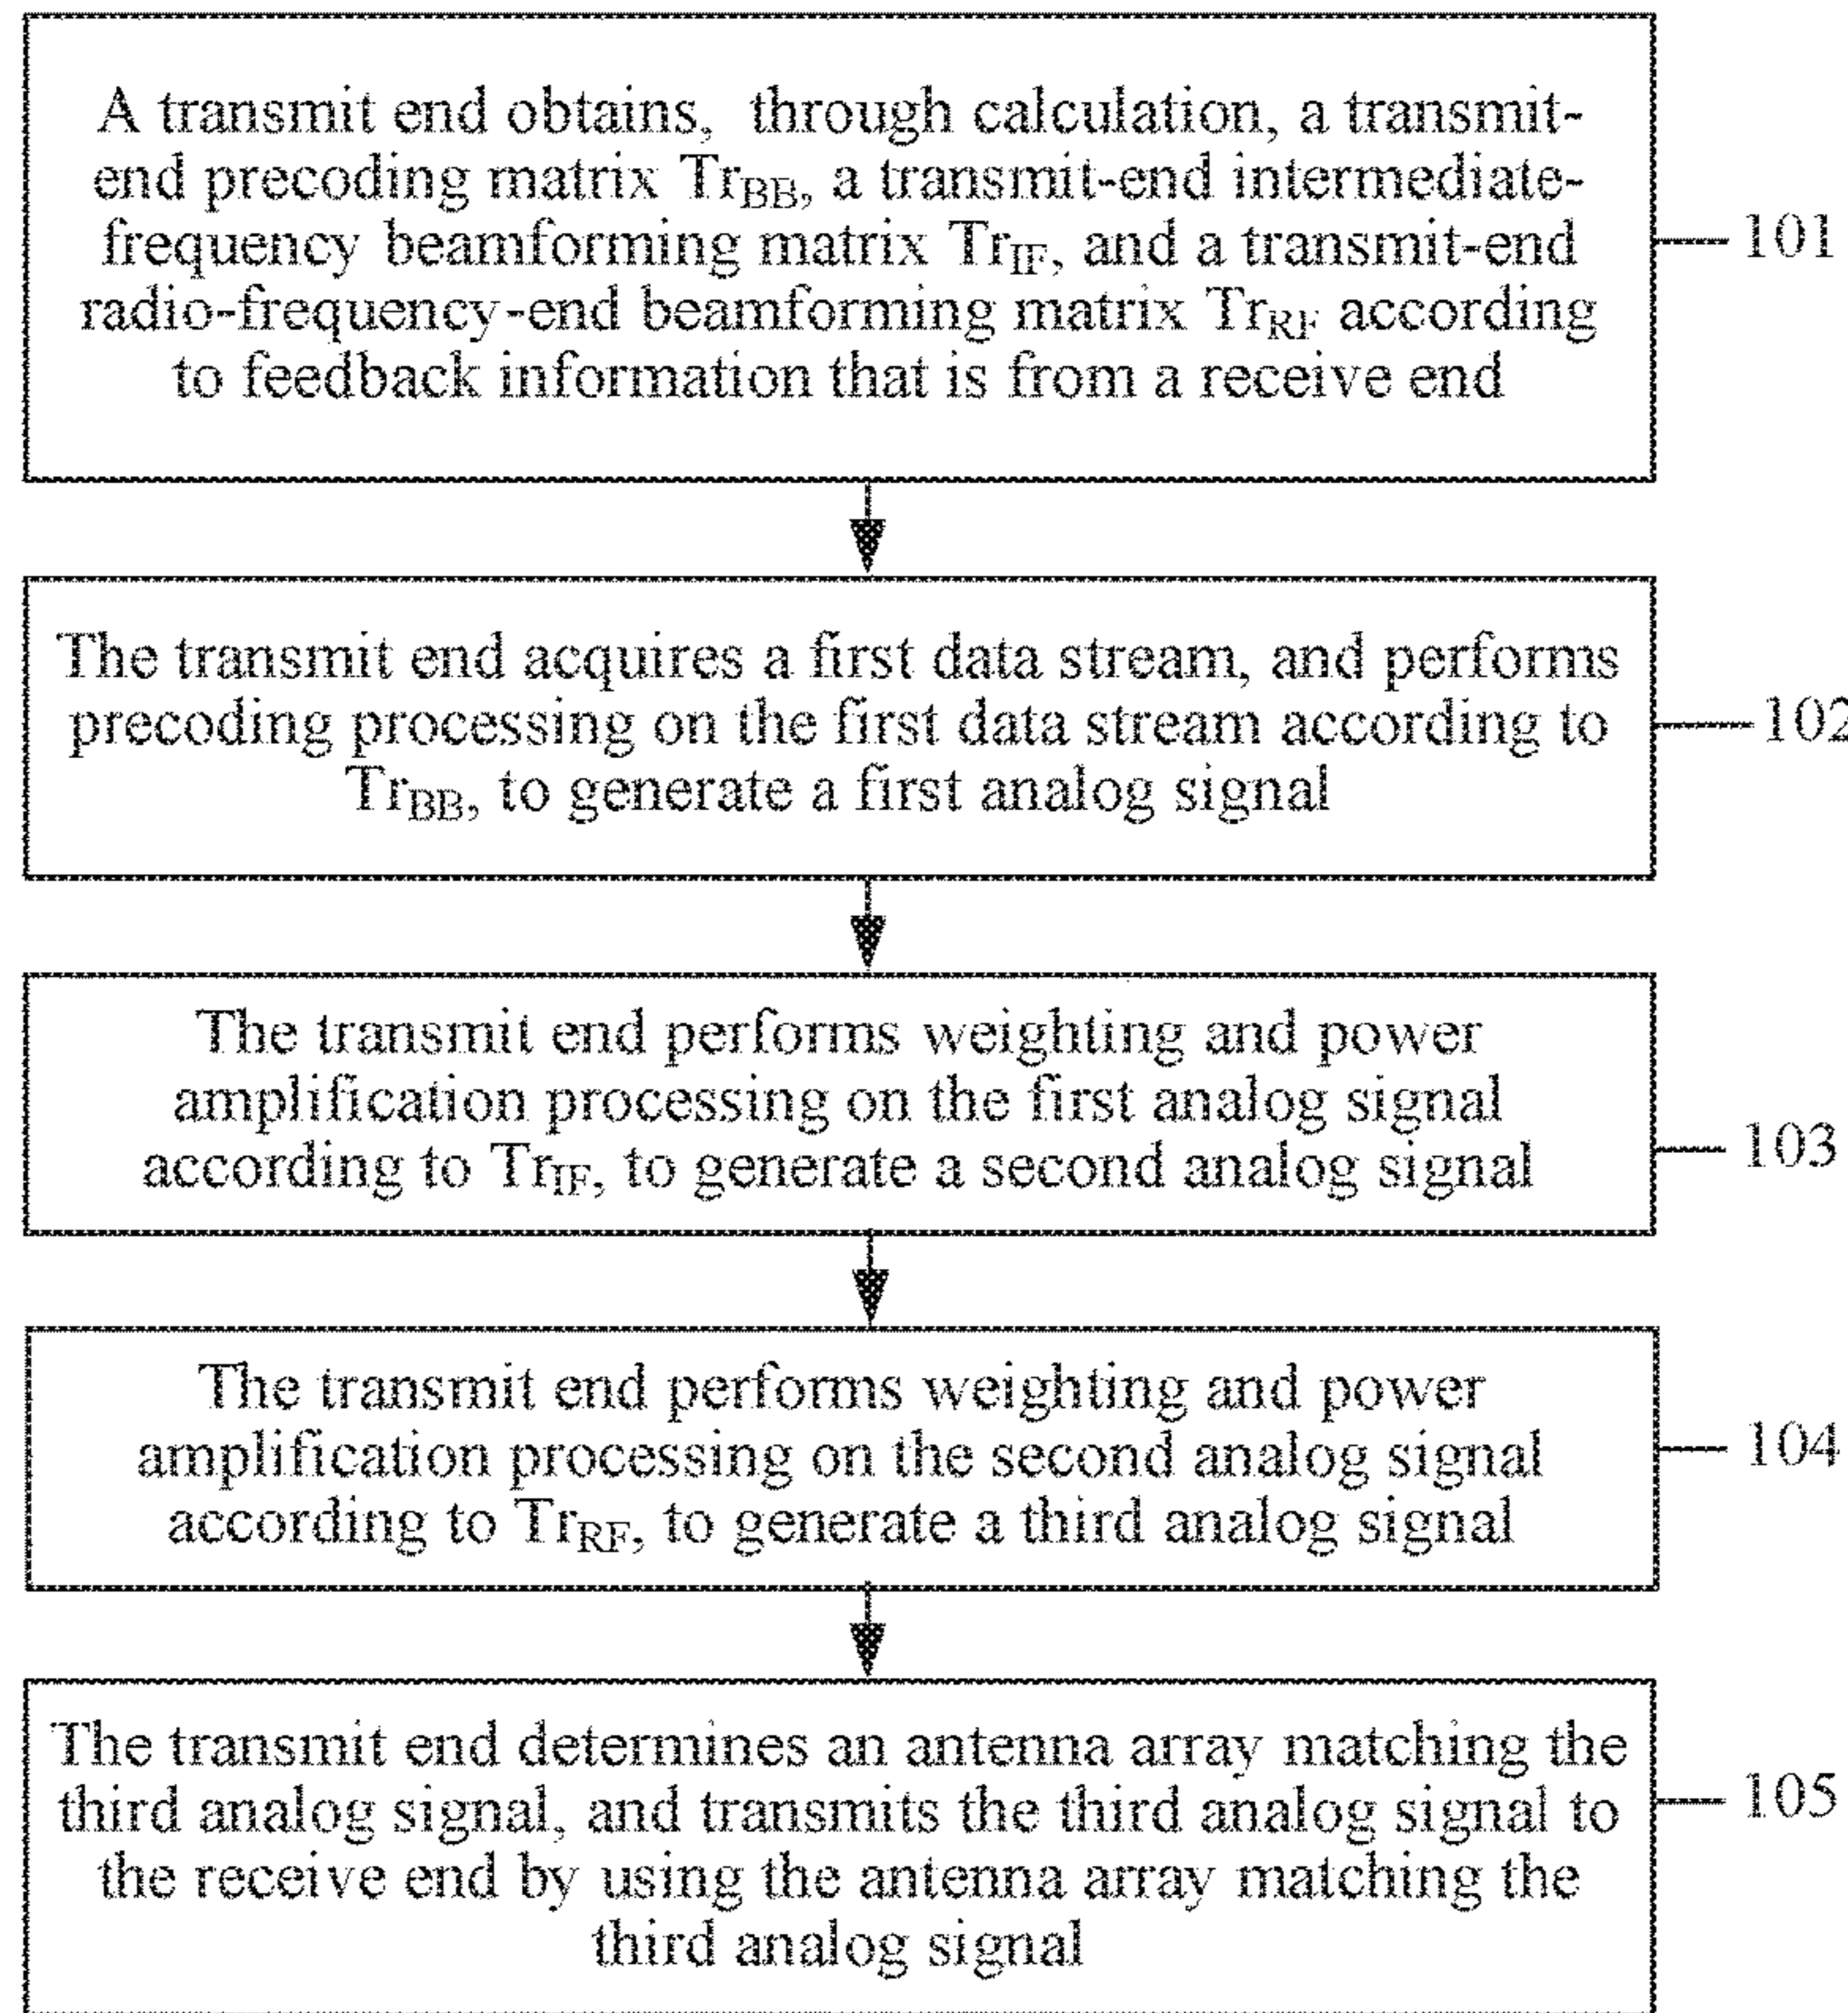 A transmit end obtains, through calculation, a transmit-
end precoding matrix Tr_BB, a transmit-end intermediate-
frequency beamforming matrix Tr_IF, and a transmit-end
radio-frequency-end beamforming matrix Tr_RF according
to feedback information that is from a receive end
101
The transmit end acquires a first data stream, and performs
precoding processing on the first data stream according to
Tr_BB, to generate a first analog signal
102
The transmit end performs weighting and power
amplification processing on the first analog signal
according to Tr_IF, to generate a second analog signal
103
The transmit end performs weighting and power
amplification processing on the second analog signal
according to Tr_RF, to generate a third analog signal
104
The transmit end determines an antenna array matching the
third analog signal, and transmits the third analog signal to
the receive end by using the antenna array matching the
third analog signal
105